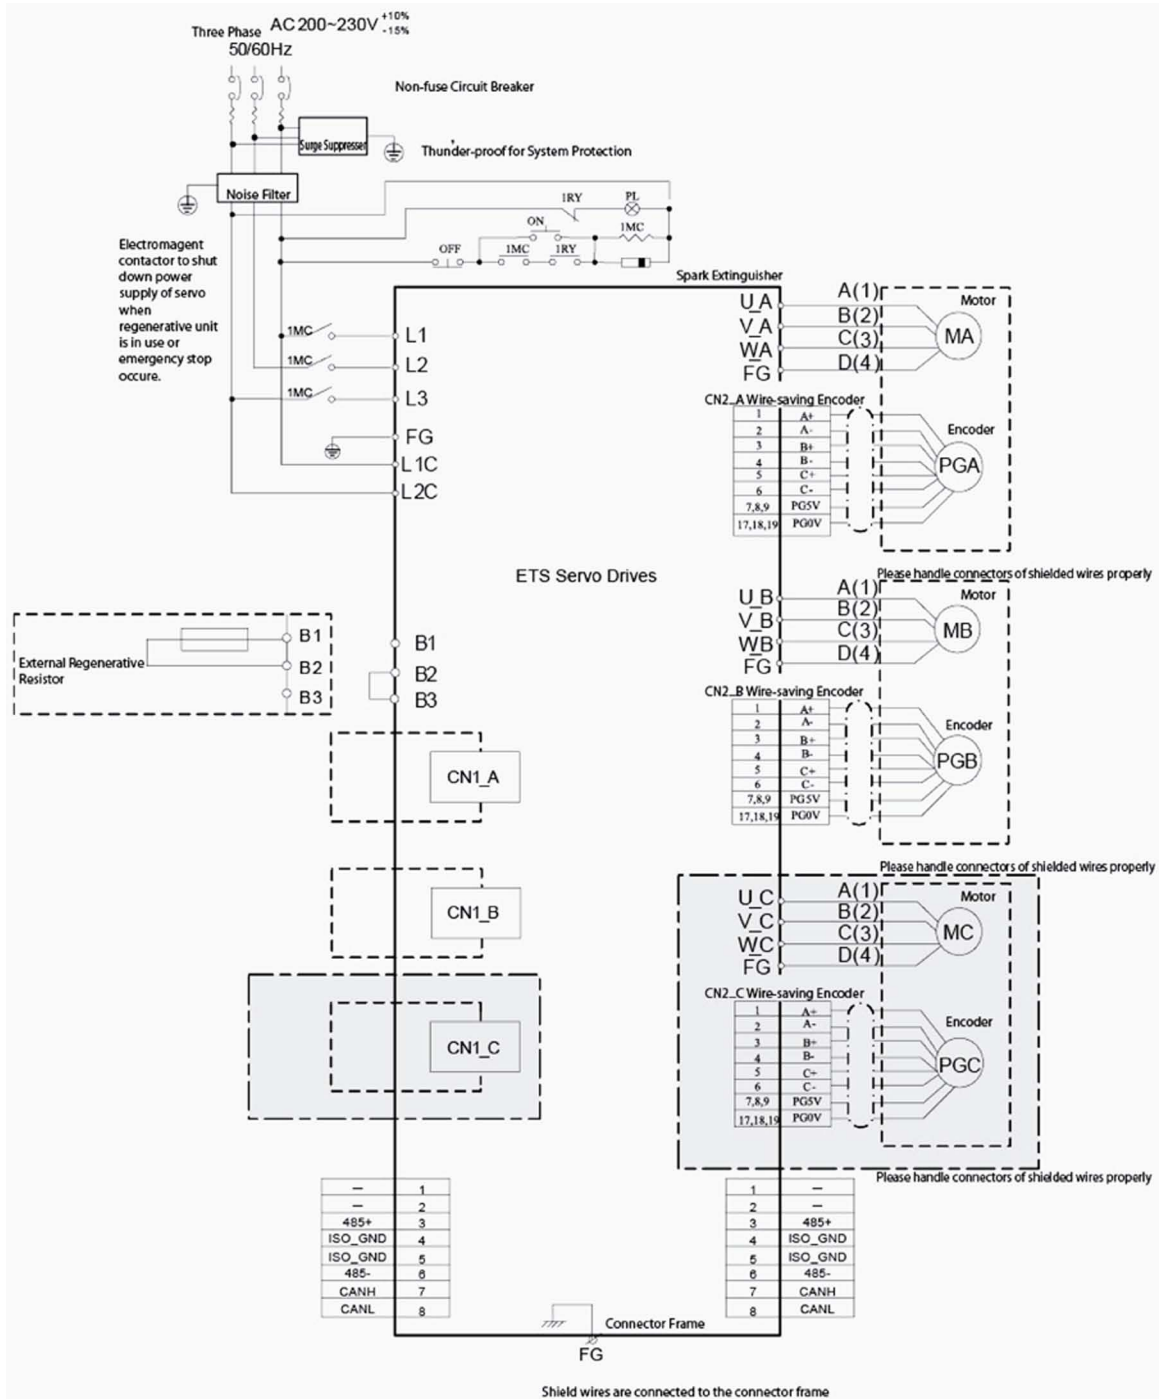 Three Phase AC 200~230V +10% -15%
50/60Hz
Non-fuse Circuit Breaker
Surge Suppresser
Thunder-proof for System Protection
Noise Filter
1RY PL
ON 1MC
OFF 1MC 1RY
Electromagent
contactor to shut
down power
supply of servo
when
regenerative unit
is in use or
emergency stop
occure.
Spark Extinguisher
1MC L1
1MC L2
1MC L3
FG
L1C
L2C
U_A A(1) Motor
V_A B(2) MA
WA C(3)
FG D(4)
CN2_A Wire-saving Encoder
1 A+
2 A-
3 B+
4 B-
5 C+
6 C-
7,8,9 PG5V
17,18,19 PG0V
Encoder
PGA
ETS Servo Drives
Please handle connectors of shielded wires properly
U_B A(1) Motor
V_B B(2) MB
WB C(3)
FG D(4)
External Regenerative
Resistor
B1
B2
B3
B1
B2
B3
CN2_B Wire-saving Encoder
1 A+
2 A-
3 B+
4 B-
5 C+
6 C-
7,8,9 PG5V
17,18,19 PG0V
Encoder
PGB
CN1_A
Please handle connectors of shielded wires properly
CN1_B
U_C A(1) Motor
V_C B(2) MC
WC C(3)
FG D(4)
CN2_C Wire-saving Encoder
1 A+
2 A-
3 B+
4 B-
5 C+
6 C-
7,8,9 PG5V
17,18,19 PG0V
Encoder
PGC
CN1_C
Please handle connectors of shielded wires properly
– 1
– 2
485+ 3
ISO_GND 4
ISO_GND 5
485- 6
CANH 7
CANL 8
1 –
2 –
3 485+
4 ISO_GND
5 ISO_GND
6 485-
7 CANH
8 CANL
Connector Frame
FG
Shield wires are connected to the connector frame